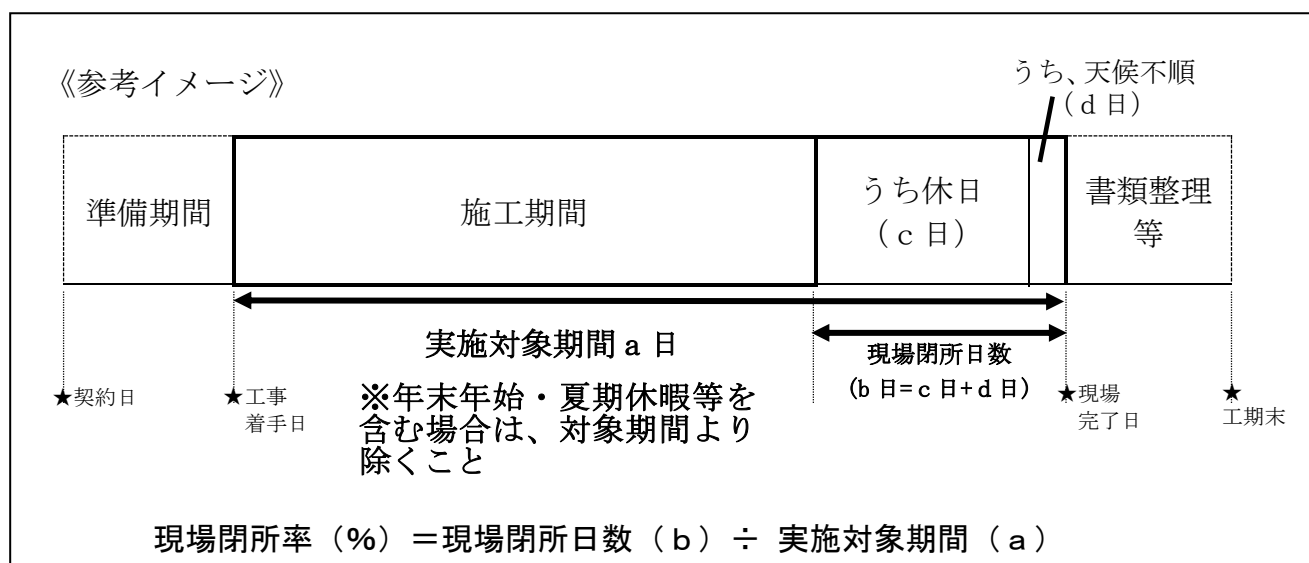 《参考イメージ》
うち、天候不順
（ｄ日）
準備期間
施工期間
うち休日
（ｃ日）
書類整理
等
実施対象期間ａ日
※年末年始・夏期休暇等を
含む場合は、対象期間より
除くこと
現場閉所日数
(b 日=ｃ日+ｄ日)
★契約日
★工事
着手日
★現場
完了日
★
工期末
現場閉所率（％）＝現場閉所日数（ｂ）÷ 実施対象期間（ａ）